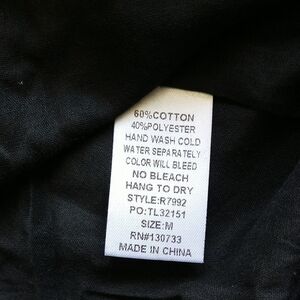 60%COTTON
40%POLYESTER
HAND WASH COLD
WATER SEPARATELY
COLOR WILL BLEED
NO BLEACH
HANG TO DRY
STYLE:R7992
PO:TL32151
SIZE:M
RN#130733
MADE IN CHINA